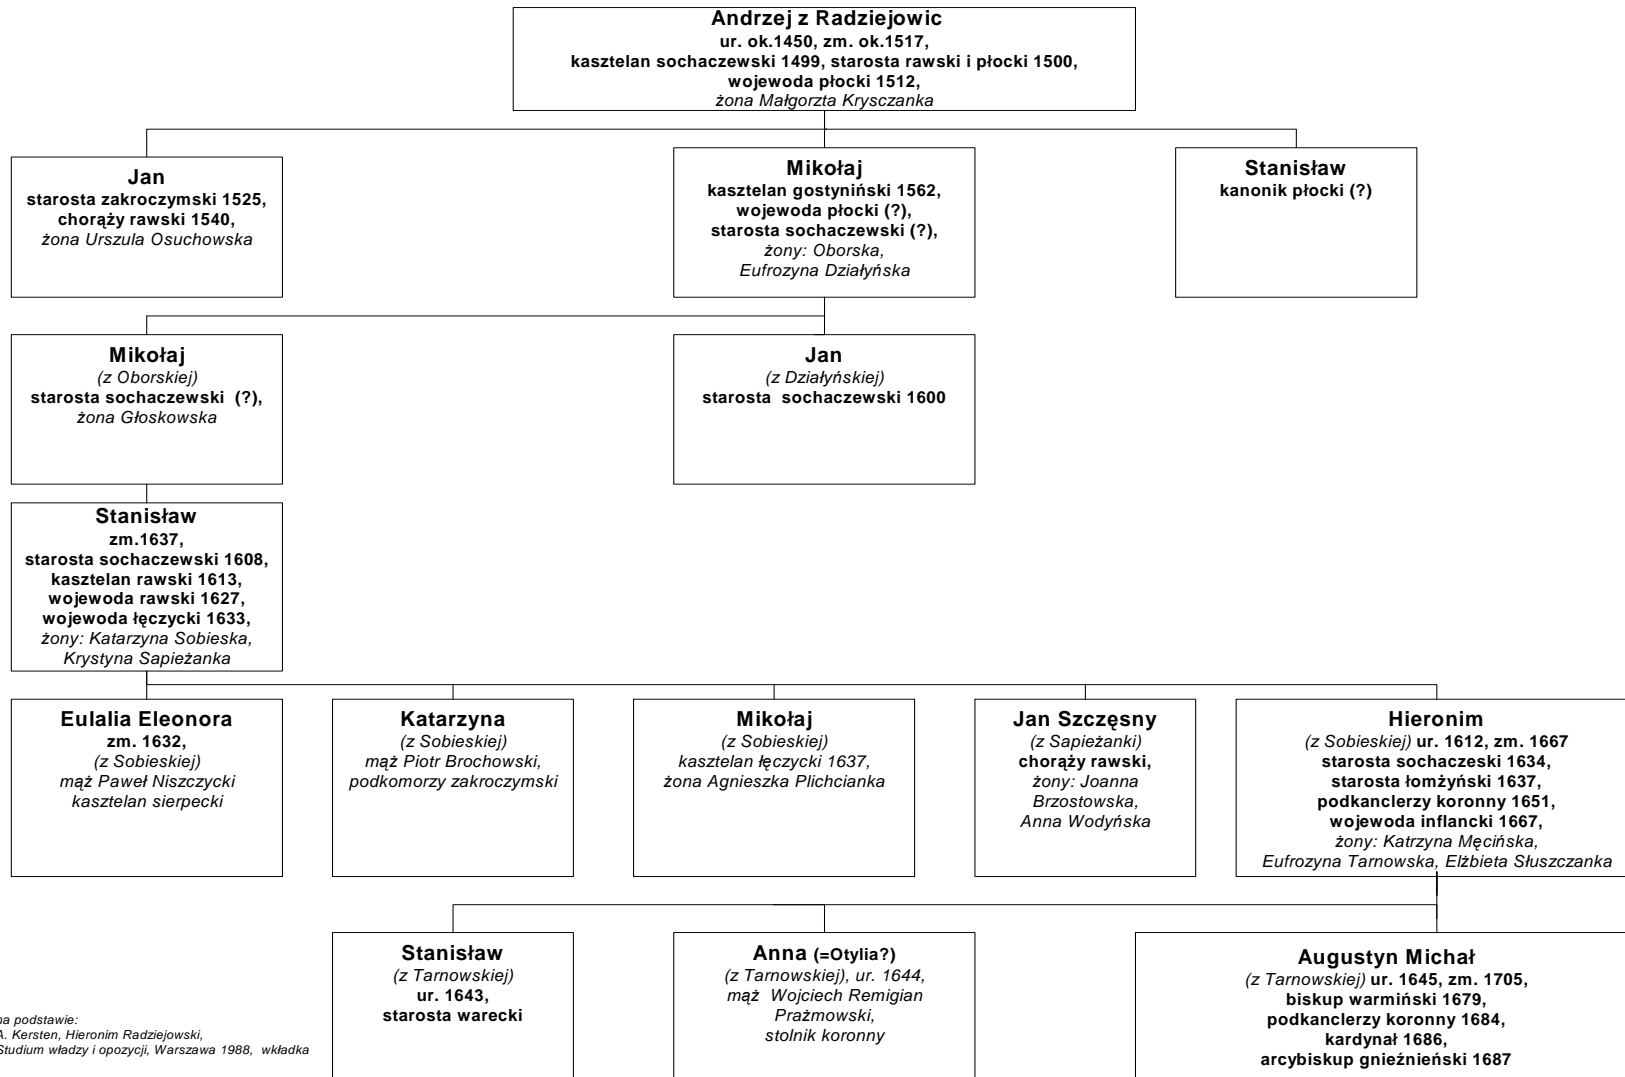 Andrzej z Radziejowic
ur. ok.1450, zm. ok.1517,
kasztelan sochaczewski 1499, starosta rawski i płocki 1500,
wojewoda płocki 1512,
żona Małgorzta Krysczanka
Jan
starosta zakroczymski 1525,
chorąży rawski 1540,
żona Urszula Osuchowska
Mikołaj
kasztelan gostyniński 1562,
wojewoda płocki (?),
starosta sochaczewski (?),
żony: Oborska,
Eufrozyna Działyńska
Stanisław
kanonik płocki (?)
Mikołaj
(z Oborskiej)
starosta sochaczewski (?),
żona Głoskowska
Jan
(z Działyńskiej)
starosta sochaczewski 1600
Stanisław
zm.1637,
starosta sochaczewski 1608,
kasztelan rawski 1613,
wojewoda rawski 1627,
wojewoda łęczycki 1633,
żony: Katarzyna Sobieska,
Krystyna Sapieżanka
Eulalia Eleonora
zm. 1632,
(z Sobieskiej)
mąż Paweł Niszczycki
kasztelan sierpecki
Katarzyna
(z Sobieskiej)
mąż Piotr Brochowski,
podkomorzy zakroczymski
Mikołaj
(z Sobieskiej)
kasztelan łęczycki 1637,
żona Agnieszka Plichcianka
Jan Szczęsny
(z Sapieżanki)
chorąży rawski,
żony: Joanna
Brzostowska,
Anna Wodyńska
Hieronim
(z Sobieskiej) ur. 1612, zm. 1667
starosta sochaczeski 1634,
starosta łomżyński 1637,
podkanclerzy koronny 1651,
wojewoda inflancki 1667,
żony: Katrzyna Męcińska,
Eufrozyna Tarnowska, Elżbieta Słuszczanka
Stanisław
(z Tarnowskiej)
ur. 1643,
starosta warecki
Anna (=Otylia?)
(z Tarnowskiej), ur. 1644,
mąż Wojciech Remigian
Prażmowski,
stolnik koronny
Augustyn Michał
(z Tarnowskiej) ur. 1645, zm. 1705,
biskup warmiński 1679,
podkanclerzy koronny 1684,
kardynał 1686,
arcybiskup gnieźnieński 1687
na podstawie:
A. Kersten, Hieronim Radziejowski,
Studium władzy i opozycji, Warszawa 1988, wkładka